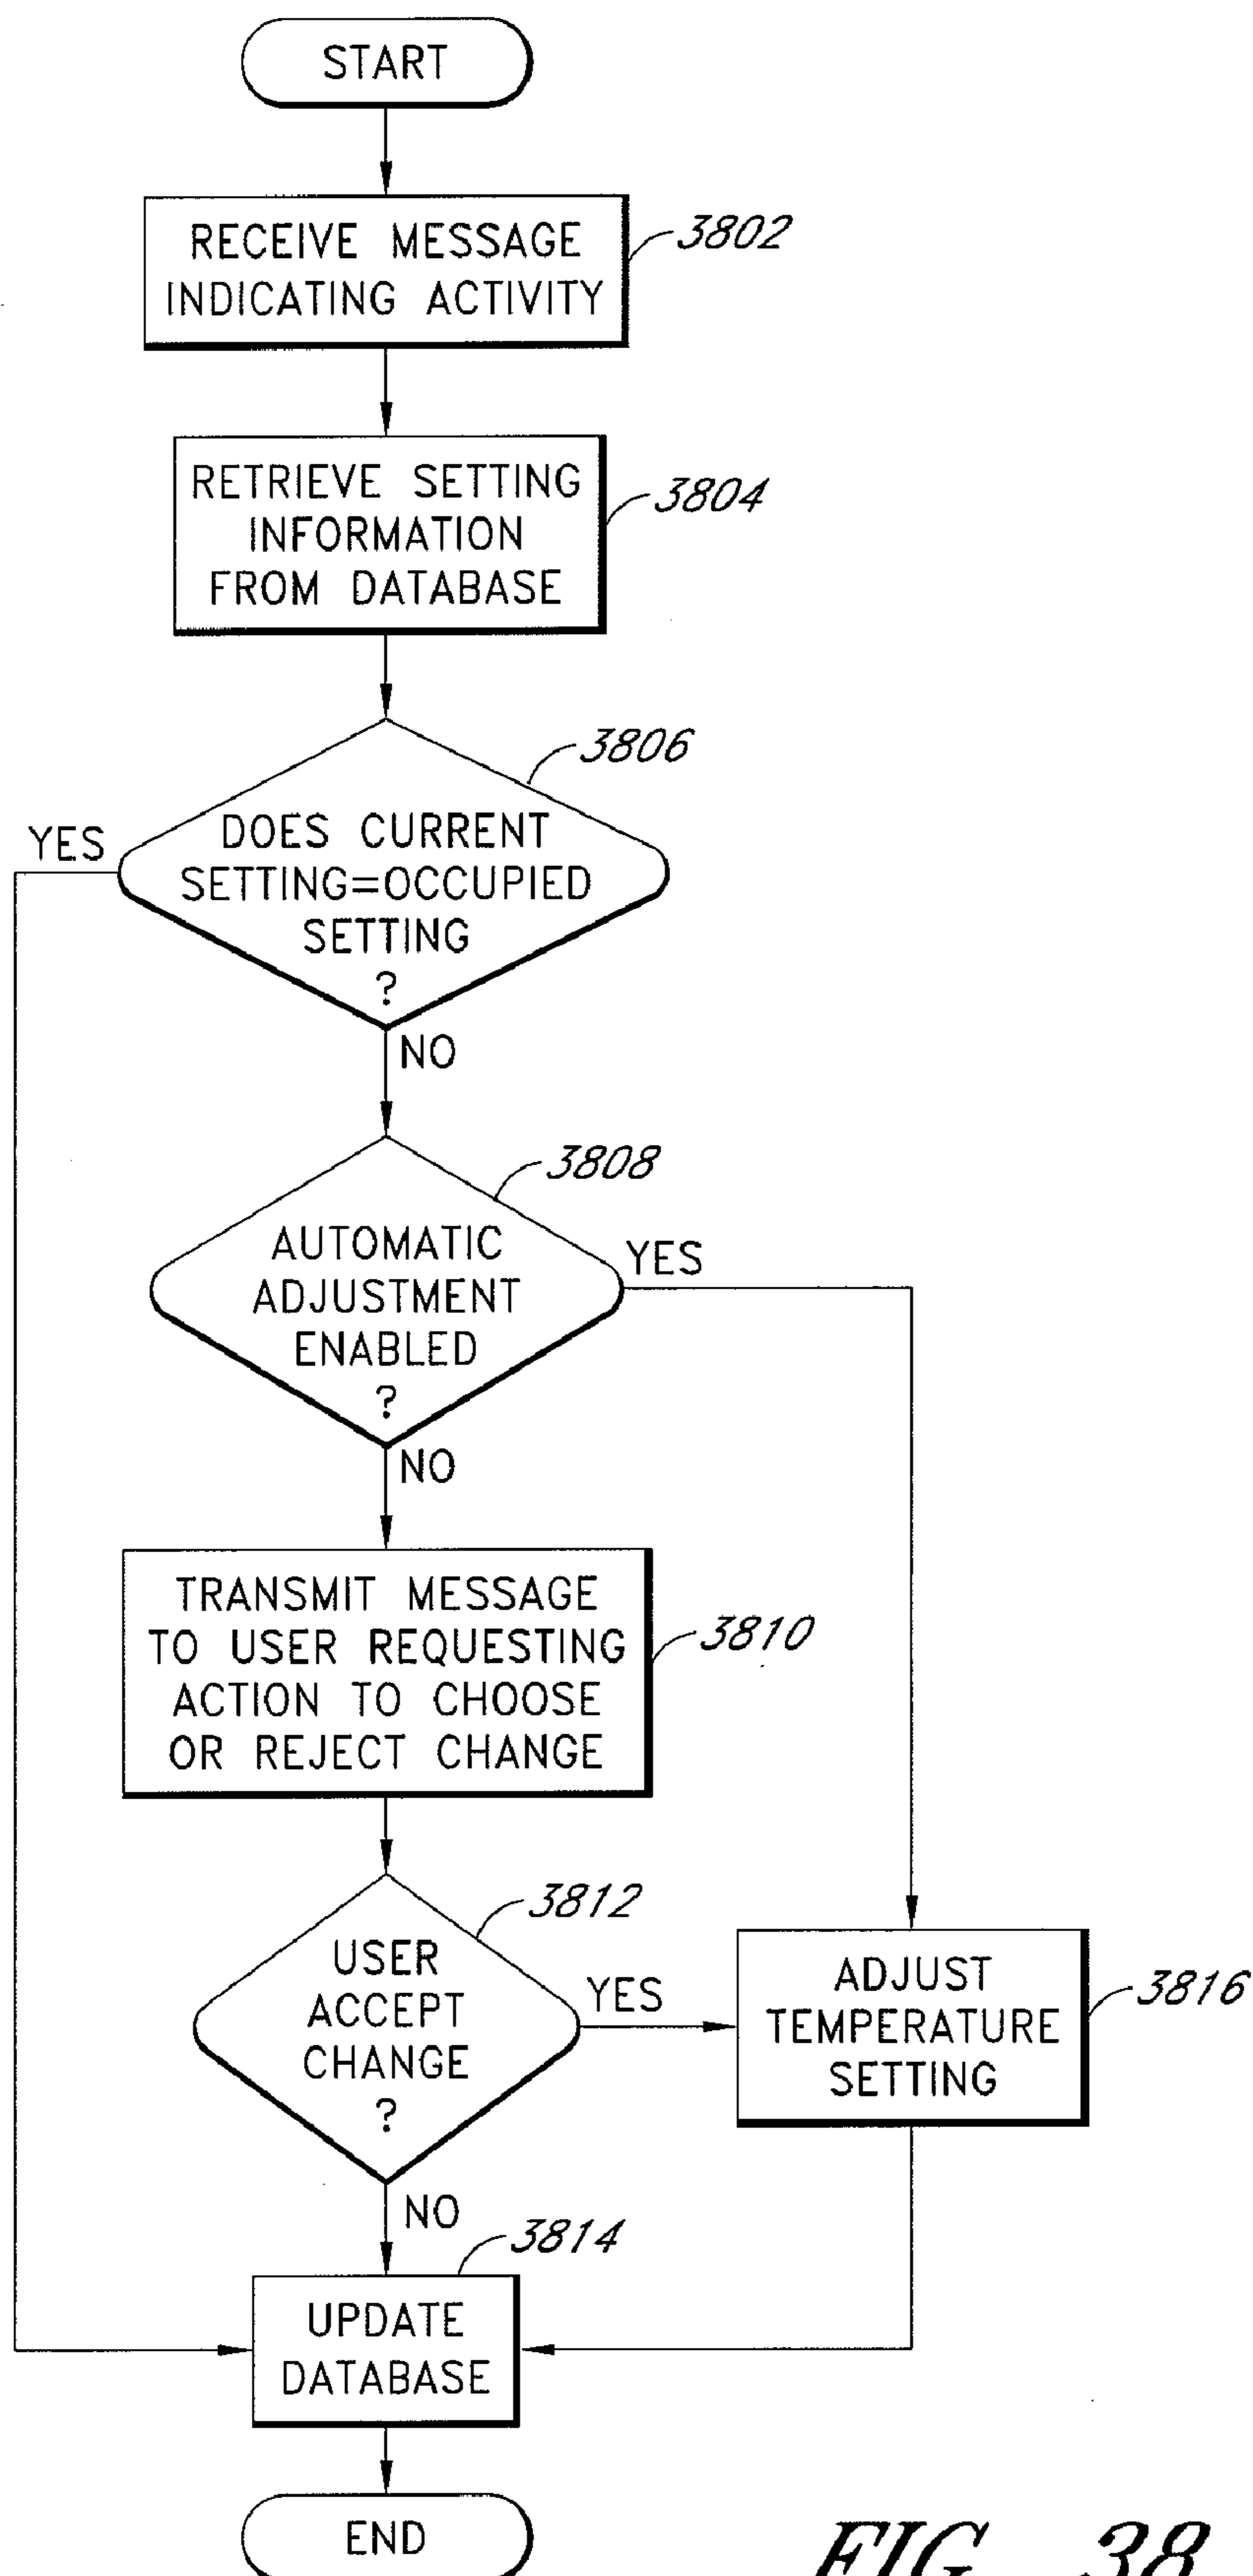 START
RECEIVE MESSAGE
INDICATING ACTIVITY
3802
RETRIEVE SETTING
INFORMATION
FROM DATABASE
3804
3806
DOES CURRENT
SETTING=OCCUPIED
SETTING
?
YES
NO
3808
AUTOMATIC
ADJUSTMENT
ENABLED
?
YES
NO
TRANSMIT MESSAGE
TO USER REQUESTING
ACTION TO CHOOSE
OR REJECT CHANGE
3810
3812
USER
ACCEPT
CHANGE
?
YES
ADJUST
TEMPERATURE
SETTING
3816
NO
3814
UPDATE
DATABASE
END
FIG. 38